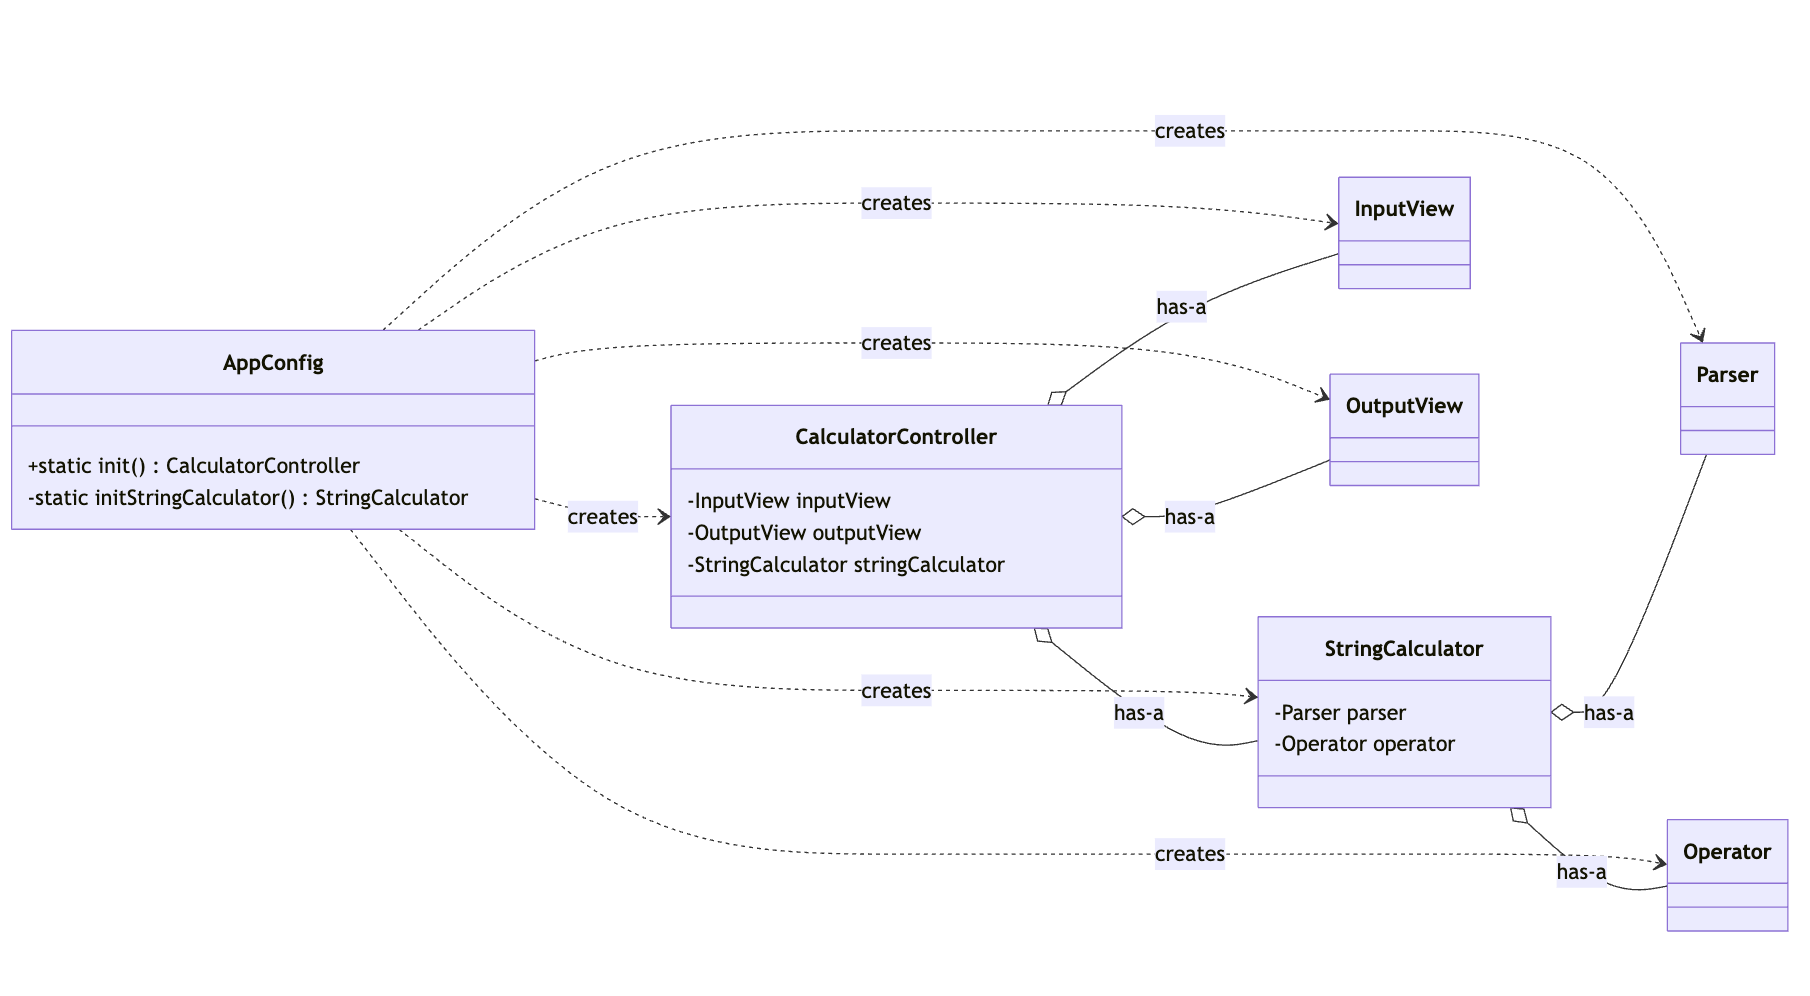 creates
creates
InputView
has-a
creates
AppConfig
+static init() : CalculatorController
-static initStringCalculator() : StringCalculator
Parser
OutputView
CalculatorController
-InputView inputView
-OutputView outputView
-StringCalculator stringCalculator
creates
has-a
StringCalculator
-Parser parser
-Operator operator
creates
has-a
has-a
creates
has-a
Operator